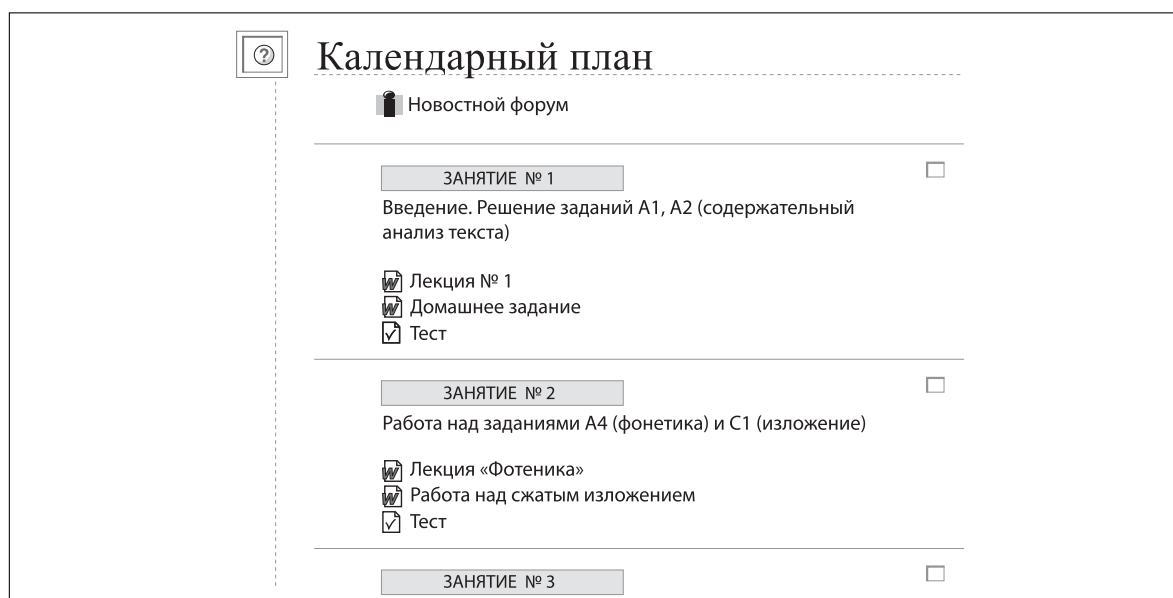 Календарный план
Новостной форум
ЗАНЯТИЕ № 1
Введение. Решение заданий А1, А2 (содержательный
анализ текста)
Лекция № 1
Домашнее задание
Тест
ЗАНЯТИЕ № 2
Работа над заданиями А4 (фонетика) и С1 (изложение)
Лекция «Фотеника»
Работа над сжатым изложением
Тест
ЗАНЯТИЕ № 3